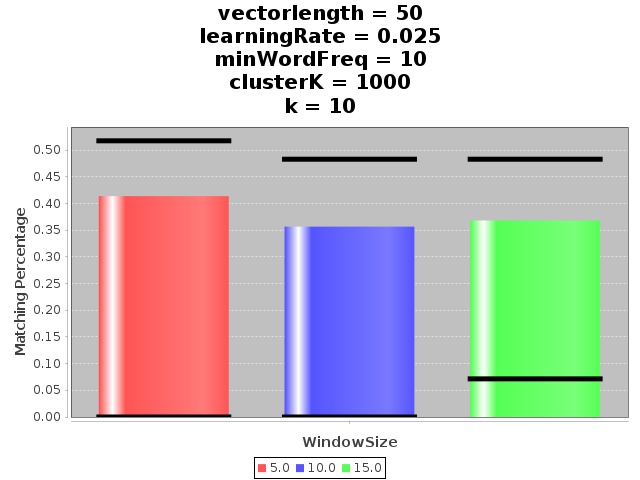 vectorlength = 50
learningRate = 0.025
minWordFreq = 10
clusterK = 1000
k = 10
0.50
0.45
0.40
0.35
0.30
0.25
0.20
0.15
0.10
0.05
0.00
Matching Percentage
WindowSize
5.0 10.0 15.0